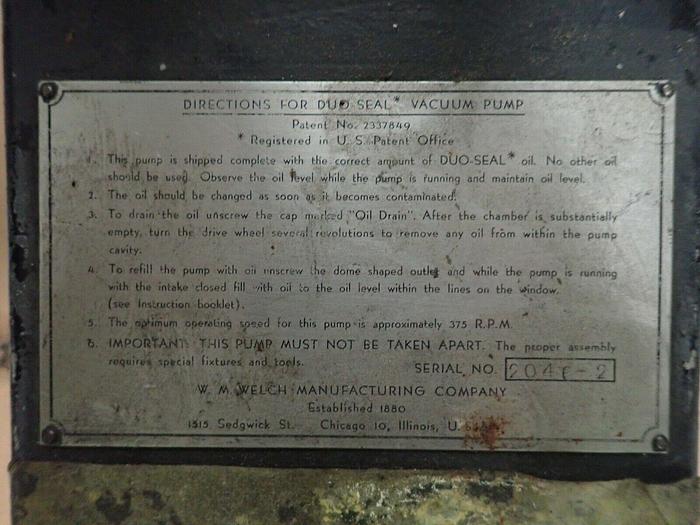 DIRECTIONS FOR DUO-SEAL* VACUUM PUMP
Patent No. 2337849
* Registered in U. S. Patent Office
1. This pump is shipped complete with the correct amount of DUO-SEAL* oil. No other oil
should be used. Observe the oil level while the pump is running and maintain oil level.
2. The oil should be changed as soon as it becomes contaminated.
3. To drain the oil unscrew the cap marked "Oil Drain". After the chamber is substantially
empty, turn the drive wheel several revolutions to remove any oil from within the pump
cavity.
4. To refill the pump with oil unscrew the dome shaped outlet and while the pump is running
with the intake closed fill with oil to the oil level within the lines on the window.
(see Instruction booklet).
5. The optimum operating speed for this pump is approximately 375 R.P.M.
6. IMPORTANT: THIS PUMP MUST NOT BE TAKEN APART. The proper assembly
requires special fixtures and tools.
SERIAL NO.
W. M. WELCH MANUFACTURING COMPANY
Established 1880
1515 Sedgwick St. Chicago 10, Illinois, U.